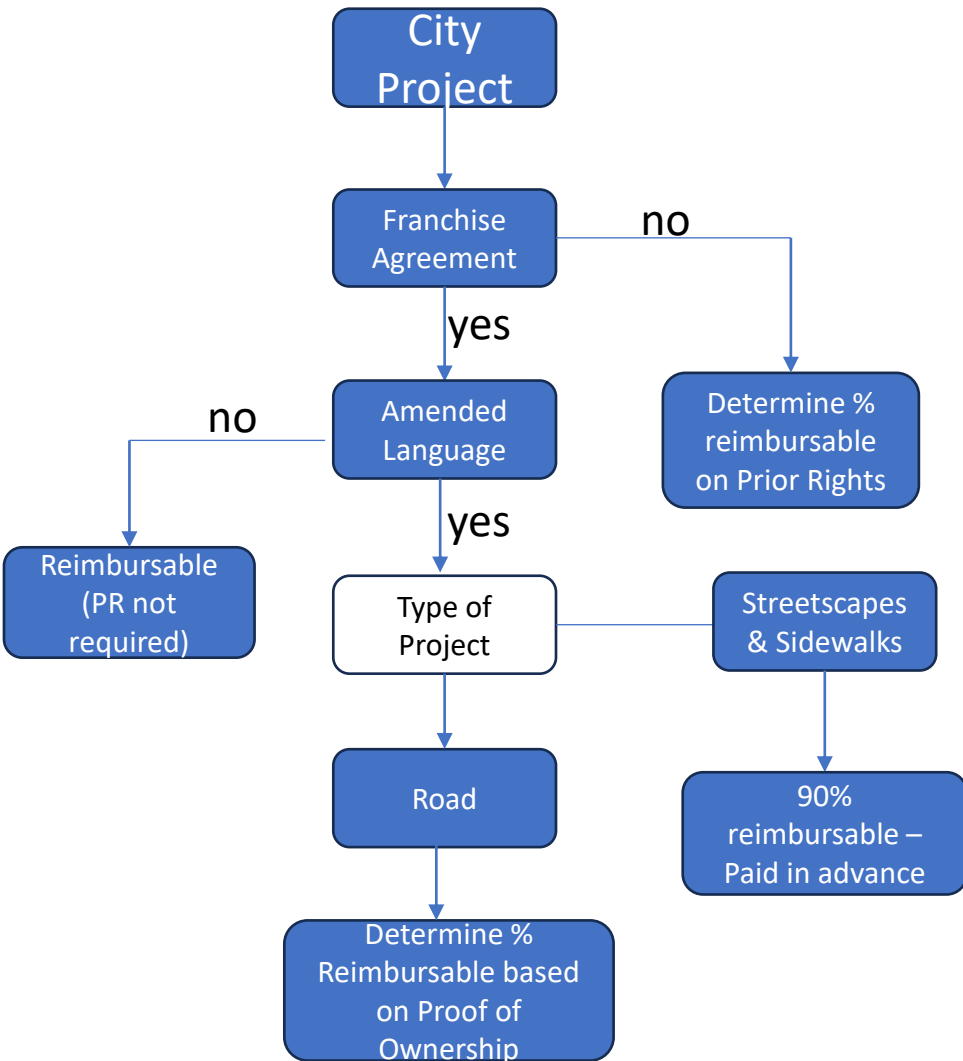 City
Project
Franchise
Agreement
no
yes
Amended
Language
no
Determine %
reimbursable
on Prior Rights
yes
Reimbursable
(PR not
required)
Type of
Project
Streetscapes
& Sidewalks
Road
90%
reimbursable –
Paid in advance
Determine %
Reimbursable based
on Proof of
Ownership